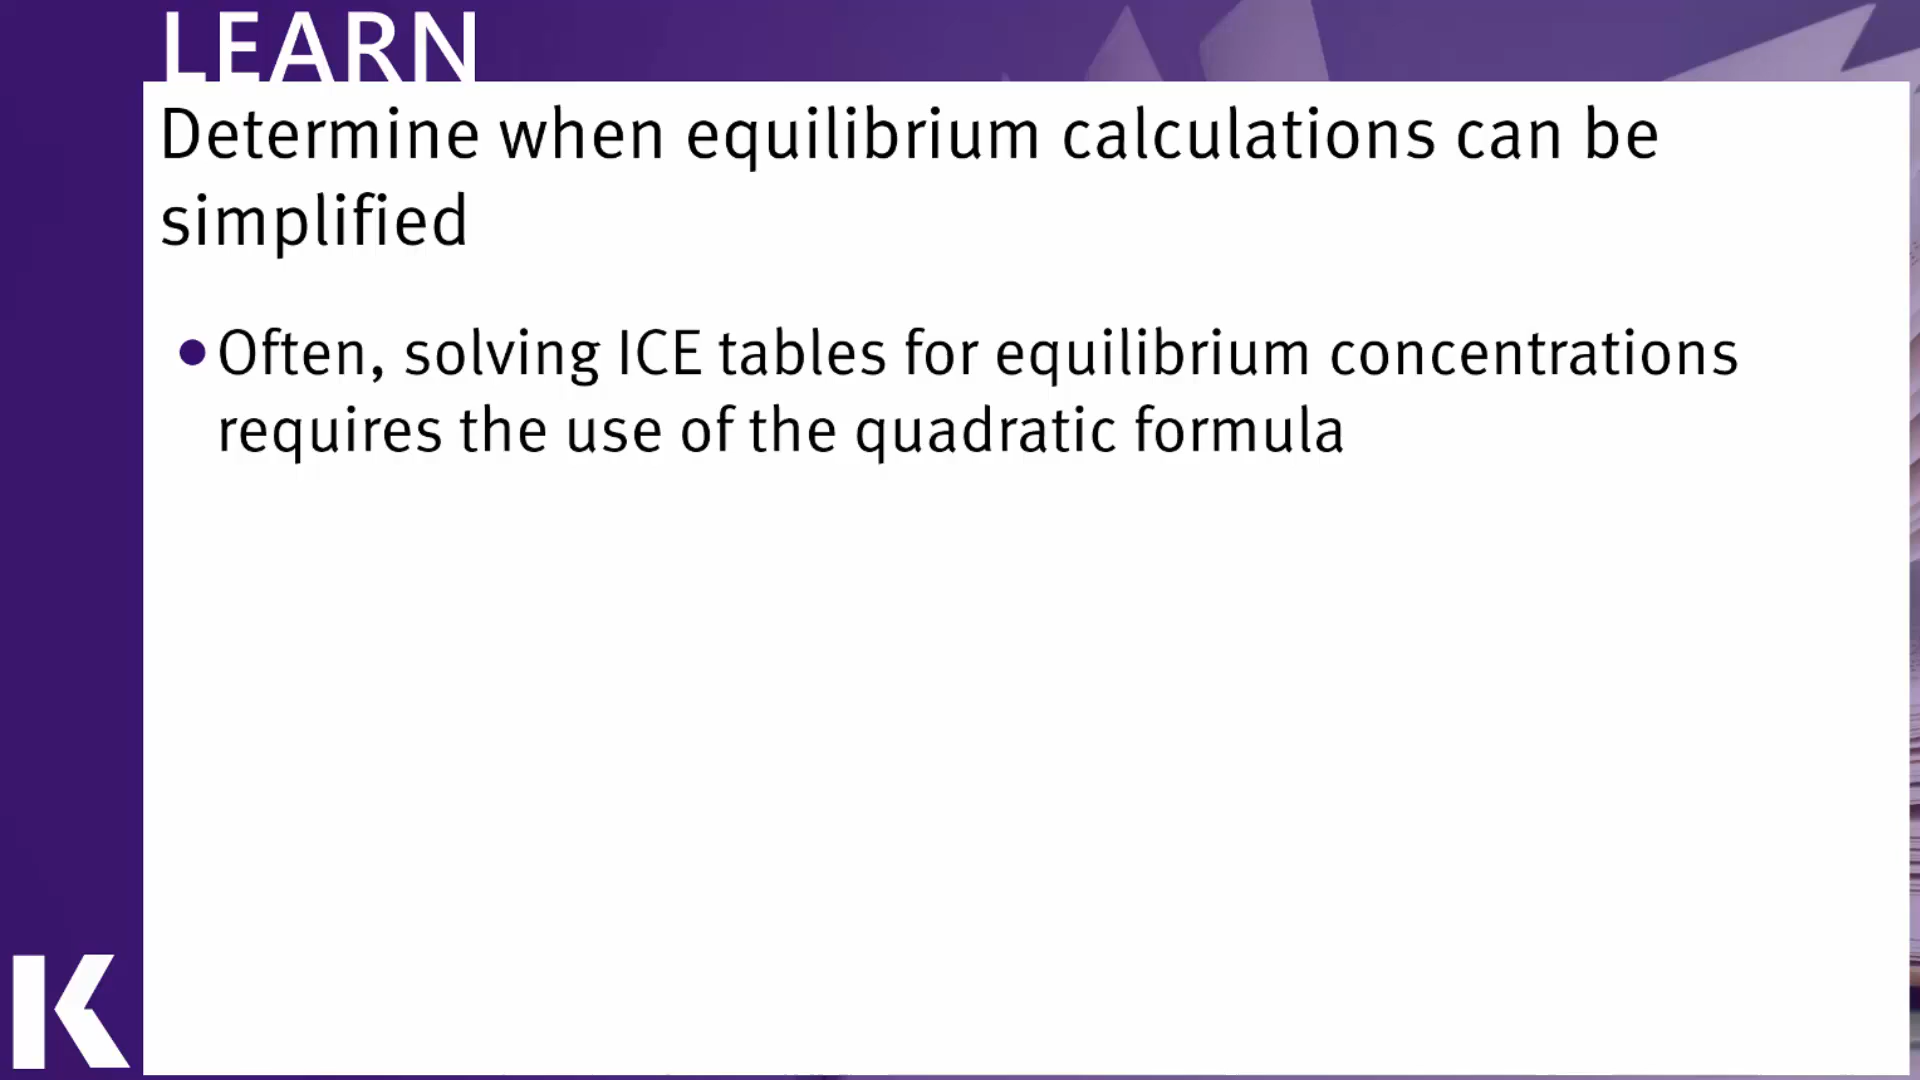 LEARN
Determine when equilibrium calculations can be
simplified
•Often, solving ICE tables for equilibrium concentrations
requires the use of the quadratic formula
K